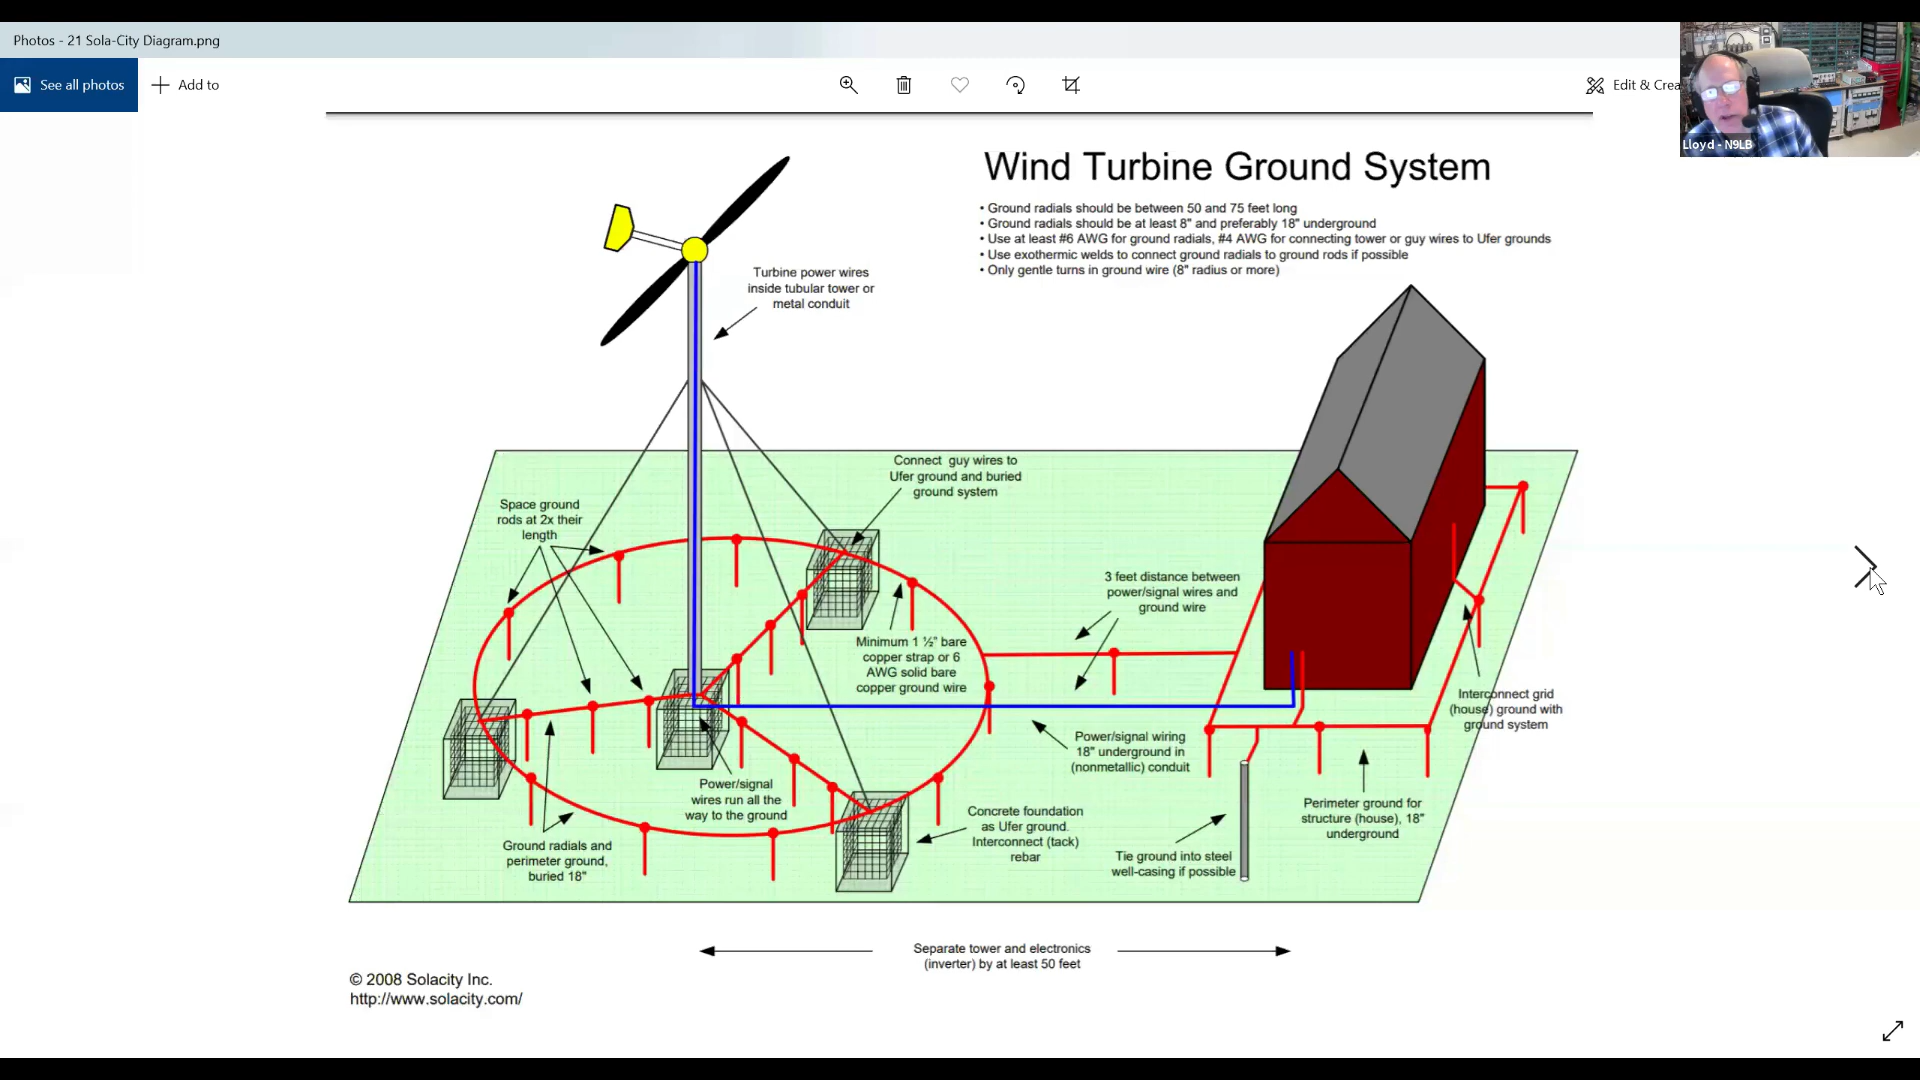 Photos - 21 Sola-City Diagram.png
See all photos
Add to
Edit & Crea
Lloyd - N9LB
Wind Turbine Ground System
• Ground radials should be between 50 and 75 feet long
• Ground radials should be at least 8" and preferably 18" underground
• Use at least #6 AWG for ground radials, #4 AWG for connecting tower or guy wires to Ufer grounds
• Use exothermic welds to connect ground radials to ground rods if possible
• Only gentle turns in ground wire (8" radius or more)
Turbine power wires
inside tubular tower or
metal conduit
Connect guy wires to
Ufer ground and buried
ground system
Space ground
rods at 2x their
length
3 feet distance between
power/signal wires and
ground wire
Minimum 1 ½" bare
copper strap or 6
AWG solid bare
copper ground wire
Interconnect grid
(house) ground with
ground system
Power/signal wiring
18" underground in
(nonmetallic) conduit
Power/signal
wires run all the
way to the ground
Concrete foundation
as Ufer ground.
Interconnect (tack)
rebar
Perimeter ground for
structure (house), 18"
underground
Ground radials and
perimeter ground,
buried 18"
Tie ground into steel
well-casing if possible
Separate tower and electronics
(inverter) by at least 50 feet
© 2008 Solacity Inc.
http://www.solacity.com/